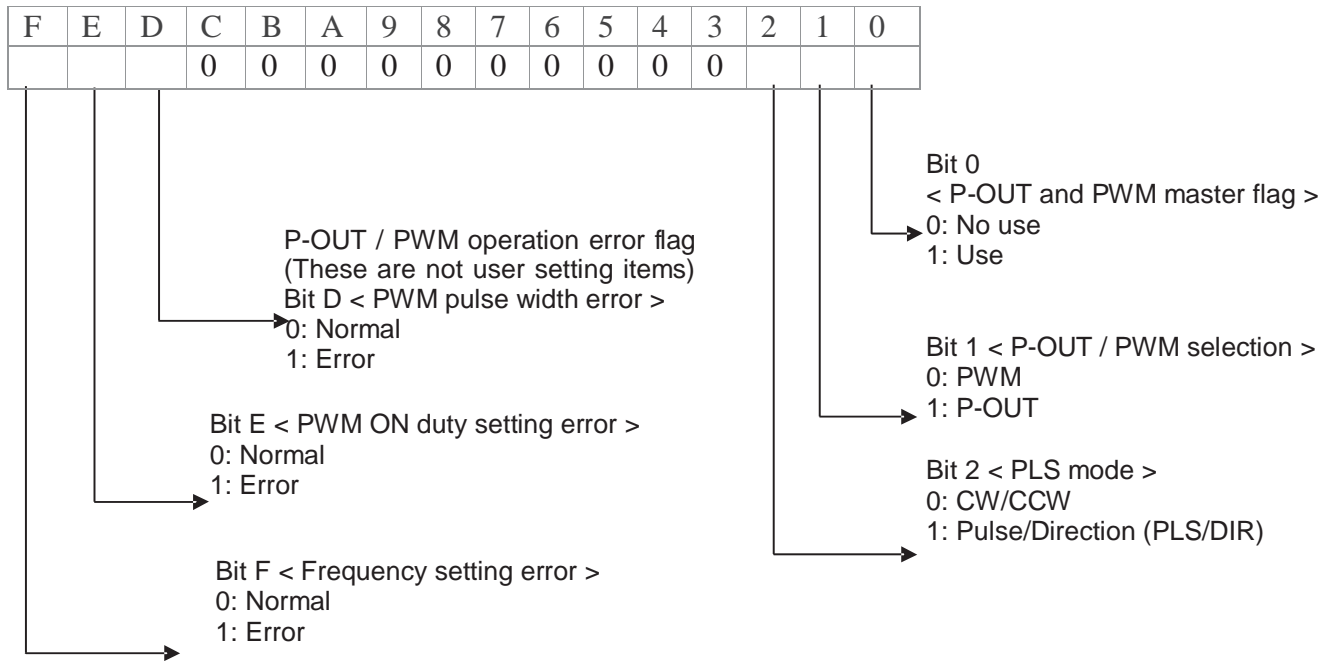 F E D C B A 9 8 7 6 5 4 3 2 1 0
0 0 0 0 0 0 0 0 0 0
Bit 0
< P-OUT and PWM master flag >
0: No use
1: Use
P-OUT / PWM operation error flag
(These are not user setting items)
Bit D < PWM pulse width error >
0: Normal
1: Error
Bit 1 < P-OUT / PWM selection >
0: PWM
1: P-OUT
Bit E < PWM ON duty setting error >
0: Normal
1: Error
Bit 2 < PLS mode >
0: CW/CCW
1: Pulse/Direction (PLS/DIR)
Bit F < Frequency setting error >
0: Normal
1: Error